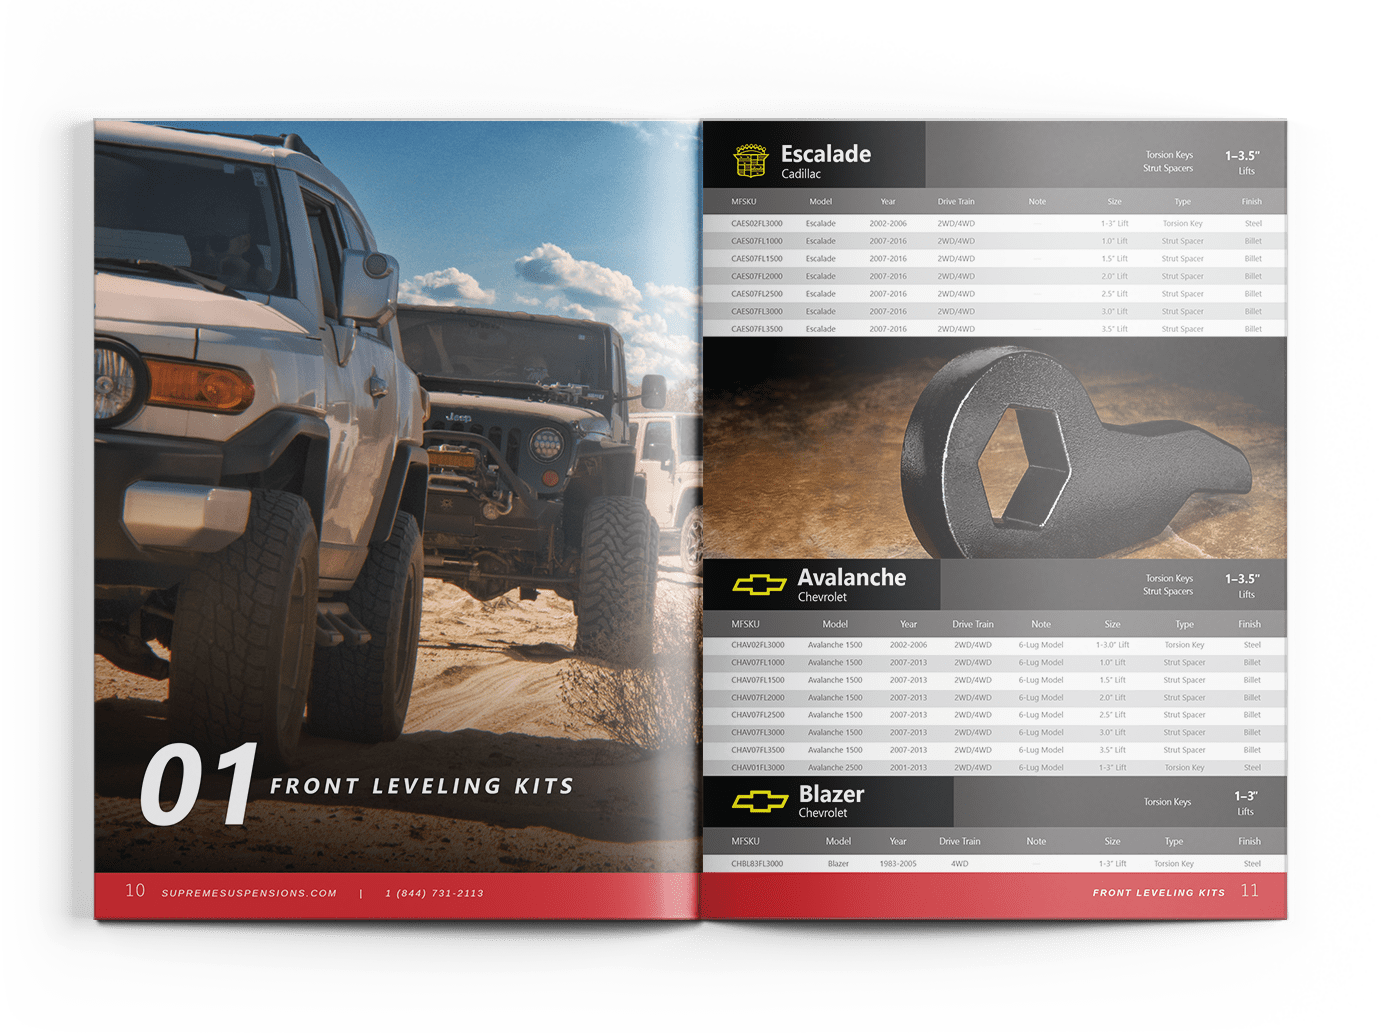 Jeep
01 FRONT LEVELING KITS
10 SUPREMESUSPENSIONS.COM | 1 (844) 731-2113
Escalade
Cadillac
Torsion Keys
Strut Spacers
1–3.5"
Lifts
MFSKU Model Year Drive Train Note Size Type Finish
CAES02FL3000 Escalade 2002-2006 2WD/4WD 1-3" Lift Torsion Key Steel
CAES07FL1000 Escalade 2007-2016 2WD/4WD 1.0" Lift Strut Spacer Billet
CAES07FL1500 Escalade 2007-2016 2WD/4WD 1.5" Lift Strut Spacer Billet
CAES07FL2000 Escalade 2007-2016 2WD/4WD 2.0" Lift Strut Spacer Billet
CAES07FL2500 Escalade 2007-2016 2WD/4WD 2.5" Lift Strut Spacer Billet
CAES07FL3000 Escalade 2007-2016 2WD/4WD 3.0" Lift Strut Spacer Billet
CAES07FL3500 Escalade 2007-2016 2WD/4WD 3.5" Lift Strut Spacer Billet
Avalanche
Chevrolet
Torsion Keys
Strut Spacers
1–3.5"
Lifts
MFSKU Model Year Drive Train Note Size Type Finish
CHAV02FL3000 Avalanche 1500 2002-2006 2WD/4WD 6-Lug Model 1-3.0" Lift Torsion Key Steel
CHAV07FL1000 Avalanche 1500 2007-2013 2WD/4WD 6-Lug Model 1.0" Lift Strut Spacer Billet
CHAV07FL1500 Avalanche 1500 2007-2013 2WD/4WD 6-Lug Model 1.5" Lift Strut Spacer Billet
CHAV07FL2000 Avalanche 1500 2007-2013 2WD/4WD 6-Lug Model 2.0" Lift Strut Spacer Billet
CHAV07FL2500 Avalanche 1500 2007-2013 2WD/4WD 6-Lug Model 2.5" Lift Strut Spacer Billet
CHAV07FL3000 Avalanche 1500 2007-2013 2WD/4WD 6-Lug Model 3.0" Lift Strut Spacer Billet
CHAV07FL3500 Avalanche 1500 2007-2013 2WD/4WD 6-Lug Model 3.5" Lift Strut Spacer Billet
CHAV01FL3000 Avalanche 2500 2001-2013 2WD/4WD 6-Lug Model 1-3" Lift Torsion Key Steel
Blazer
Chevrolet
Torsion Keys
1–3"
Lifts
MFSKU Model Year Drive Train Note Size Type Finish
CHBL83FL3000 Blazer 1983-2005 4WD 1-3" Lift Torsion Key Steel
FRONT LEVELING KITS 11